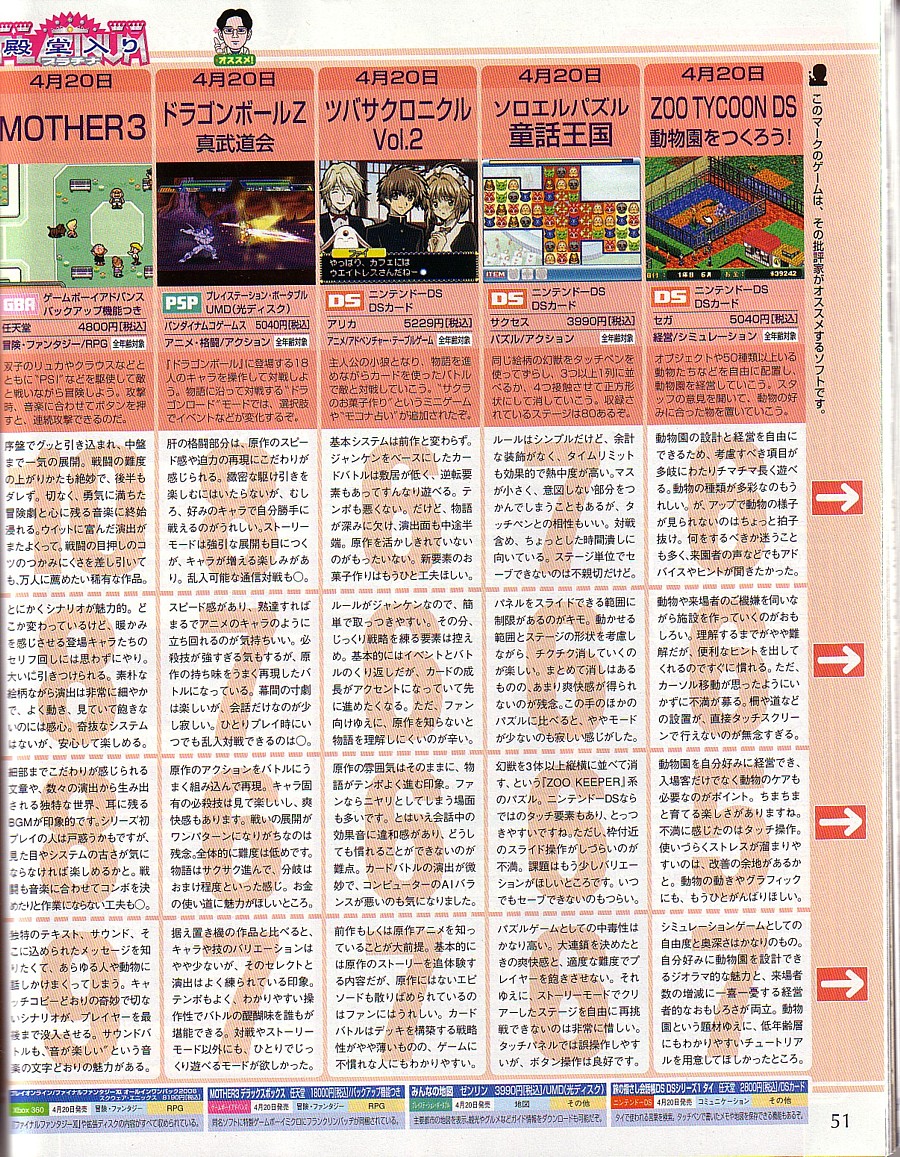 殿堂入り
プラチナ
オススメ!
4月20日
MOTHER3
GBA
ゲームボーイアドバンス
バックアップ機能つき
任天堂 4800円[税込]
冒険・ファンタジー/RPG 全年齢対象
双子のリュカやクラウスなどと
ともに“PSI”などを駆使して敵
と戦いながら冒険しよう。攻撃
時、音楽に合わせてボタンを押
すと、連続攻撃できるのだ。
序盤でグッと引き込まれ、中盤
まで一気の展開。戦闘の難度
の上がりかたも絶妙で、後半も
ダレず。切なく、勇気に満ちた
冒険劇と心に残る音楽に終始
浸れる。ウイットに富んだ演出が
またよくって。戦闘の目押しのコ
ツのつかみにくさを差し引いて
も、万人に薦めたい稀有な作品。
とにかくシナリオが魅力的。ど
こか変わっているけど、暖かみ
を感じさせる登場キャラたちの
セリフ回しには思わずにやり。
大いに引きつけられる。素朴な
絵柄ながら演出は非常に細やか
で、よく動き、見ていて飽きな
いのには感心。奇抜なシステム
はないが、安心して楽しめる。
細部までこだわりが感じられる
文章や、数々の演出から生み出
される独特な世界、耳に残る
BGMが印象的です。シリーズ初
プレイの人は戸惑うかもですが、
見た目やシステムの古さが気に
ならなければ楽しめるかと。戦
闘も音楽に合わせてコンボを決
めたりと作業にならない工夫も○。
独特のテキスト、サウンド、そ
こに込められたメッセージを知
りたくて、あらゆる人や動物に
話しかけまくってしまう。キャ
ッチコピーどおりの奇妙で切な
いシナリオが、プレイヤーを最
後まで没入させる。サウンドバ
トルも、“音が楽しい”という音
楽の文字どおりの魅力がある。
4月20日
ドラゴンボールZ
真武道会
PSP
プレイステーション・ポータブル
UMD(光ディスク)
バンダイナムコゲームス 5040円[税込]
アニメ・格闘/アクション 全年齢対象
『ドラゴンボール』に登場する18
人のキャラを操作して対戦しよ
う。物語に沿って対戦する“ドラ
ゴンロード”モードでは、選択肢
でイベントなどが変化するぞ。
肝の格闘部分は、原作のスピー
ド感や迫力の再現にこだわりが
感じられる。緻密な駆け引きを
楽しむにはいたらないが、むし
ろ、好みのキャラで自分勝手に
戦えるのがうれしい。ストーリー
モードは強引な展開も目につく
が、キャラが増える楽しみがあ
り。乱入可能な通信対戦も○。
スピード感があり、熟達すれば
まるでアニメのキャラのように
立ち回れるのが気持ちいい。必
殺技が強すぎる気もするが、原
作の持ち味をうまく再現したバ
トルになっている。幕間の寸劇
は楽しいが、会話だけなのが少
し寂しい。ひとりプレイ時にい
つでも乱入対戦できるのは○。
原作のアクションをバトルにう
まく組み込んで再現。キャラ固
有の必殺技は見て楽しいし、爽
快感もあります。戦いの展開が
ワンパターンになりがちなのは
残念。全体的に難度は低めです。
物語はサクサク進んで、分岐は
おまけ程度といった感じ。お金
の使い道に魅力がほしいところ。
据え置き機の作品と比べると、
キャラや技のバリエーションは
やや少ないが、そのセレクトと
演出はよく練られている印象。
テンポもよく、わかりやすい操
作性でバトルの醍醐味を誰もが
堪能できる。対戦やストーリー
モード以外にも、ひとりでじっ
くり遊べるモードが欲しかった。
4月20日
ツバサクロニクル
Vol.2
ファイ
やっぱり、カフェには
ウエイトレスさんだねー
DS
ニンテンドーDS
DSカード
アリカ 5229円[税込]
アニメ/アドベンチャー・テーブルゲーム 全年齢対象
主人公の小狼となり、物語を進
めながらカードを使ったバトル
で敵と対戦していこう。“サクラ
のお菓子作り”というミニゲーム
や“モコナ占い”が追加されたぞ。
基本システムは前作と変わらず。
ジャンケンをベースにしたカー
ドバトルは敷居が低く、逆転要
素もあってすんなり遊べる。テ
ンポも悪くない。だけど、物語
が深みに欠け、演出面も中途半
端。原作を活かしきれていない
のがもったいない。新要素のお
菓子作りはもうひと工夫ほしい。
ルールがジャンケンなので、簡
単で取っつきやすい。その分、
じっくり戦略を練る要素は控え
め。基本的にはイベントとバト
ルのくり返しだが、カードの成
長がアクセントになっていて先
に進めたくなる。ただ、ファン
向けゆえに、原作を知らないと
物語を理解しにくいのが辛い。
原作の雰囲気はそのままに、物
語がテンポよく進む印象。ファ
ンならニヤリとしてしまう場面
も多いです。とはいえ会話中の
効果音に違和感があり、どうし
ても慣れることができないのが
難点。カードバトルの演出が微
妙で、コンピューターのAIバラ
ンスが悪いのも気になりました。
前作もしくは原作アニメを知っ
ていることが大前提。基本的に
は原作のストーリーを追体験す
る内容だが、原作にはないエピ
ソードも散りばめられているの
はファンにはうれしい。カード
バトルはデッキを構築する戦略
性がやや薄いものの、ゲームに
不慣れな人にもわかりやすい。
4月20日
ソロエルパズル
童話王国
ITEM
DS
ニンテンドーDS
DSカード
サクセス 3990円[税込]
パズル/アクション 全年齢対象
同じ絵柄の幻獣をタッチペンを
使ってずらし、3つ以上1列に並
べるか、4つ接触させて正方形
状にして消していこう。収録さ
れているステージは80あるぞ。
ルールはシンプルだけど、余計
な装飾がなく、タイムリミット
も効果的で熱中度が高い。マス
が小さく、意図しない部分をつ
かんでしまうこともあるが、タ
ッチペンとの相性もいい。対戦
含め、ちょっとした時間潰しに
向いている。ステージ単位でセ
ーブできないのは不親切だけど。
パネルをスライドできる範囲に
制限があるのがキモ。動かせる
範囲とステージの形状を考慮し
ながら、チクチク消していくの
が楽しい。まとめて消しはある
ものの、あまり爽快感が得られ
ないのが残念。この手のほかの
パズルに比べると、ややモード
が少ないのも寂しい感じがした。
幻獣を3体以上縦横に並べて消
す、という『ZOO KEEPER』系
のパズル。ニンテンドーDSなら
ではのタッチ要素もあり、とっつ
きやすいですね。ただし、枠付近
のスライド操作がしづらいのが
不満。課題はもう少しバリエー
ションがほしいところです。いつ
でもセーブできないのもつらい。
パズルゲームとしての中毒性は
かなり高い。大連鎖を決めたと
きの爽快感と、適度な難度でプ
レイヤーを飽きさせない。それ
ゆえに、ストーリーモードでクリ
アーしたステージを自由に再挑
戦できないのは非常に惜しい。
タッチパネルでは誤操作しやす
いが、ボタン操作は良好です。
4月20日
ZOO TYCOON DS
動物園をつくろう!
1年目 6月
$39242
DS
ニンテンドーDS
DSカード
セガ 5040円[税込]
経営/シミュレーション 全年齢対象
オブジェクトや50種類以上いる
動物たちなどを自由に配置し、
動物園を経営していこう。スタ
ッフの意見を聞いて、動物の好
みに合った物を置いていこう。
動物園の設計と経営を自由に
できるため、考慮すべき項目が
多岐にわたりチマチマ長く遊べ
る。動物の種類が多彩なのもう
れしい。が、アップで動物の様子
が見られないのはちょっと拍子
抜け。何をするべきか迷うこと
も多く、来園者の声などでもアド
バイスやヒントが聞きたかった。
動物や来場者のご機嫌を伺いな
がら施設を作っていくのがおも
しろい。理解するまでがやや難
解だが、便利なヒントを出して
くれるのですぐに慣れる。ただ、
カーソル移動が思ったようにい
かずに不満が募る。柵や道など
の設置が、直接タッチスクリー
ンで行えないのが無念すぎる。
動物園を自分好みに経営でき、
入場客だけでなく動物のケアも
必要なのがポイント。ちまちま
と育てる楽しさがありますね。
不満に感じたのはタッチ操作。
使いづらくストレスが溜まりや
すいのは、改善の余地があるか
と。動物の動きやグラフィック
にも、もうひとがんばりほしい。
シミュレーションゲームとしての
自由度と奥深さはかなりのもの。
自分好みに動物園を設計でき
るジオラマ的な魅力と、来場者
数の増減に一喜一憂する経営
者的なおもしろさが両立。動物
園という題材ゆえに、低年齢層
にもわかりやすいチュートリア
ルを用意してほしかったところ。
このマークのゲームは、その批評家がオススメするソフトです。
プレイオンライン/ファイナルファンタジーXI オールインワンパック2006
スクウェア・エニックス 8190円[税込]
Xbox 360 4月20日発売 冒険・ファンタジー RPG
『ファイナルファンタジーXI』や拡張ディスクの内容がすべて収められている。
MOTHER3 デラックスボックス 任天堂 18000円[税込]/バックアップ機能つき
ゲームボーイアドバンス 4月20日発売 冒険・ファンタジー RPG
同名ソフトに特製ゲームボーイミクロにフランクリンバッヂが同梱されている。
みんなの地図 ゼンリン 3990円[税込]/UMD(光ディスク)
プレイステーション・ポータブル 4月20日発売 地図 その他
主要都市の地図を表示し、観光やグルメなどガイド情報をダウンロードも可能だ。
旅の指さし会話帳DS DSシリーズ1 タイ 任天堂 2800円[税込]/DSカード
ニンテンドーDS 4月20日発売 コミュニケーション その他
タイで使われる言葉を検索。タッチペンで書いたメモや地図を保存できる機能もあるぞ。
51